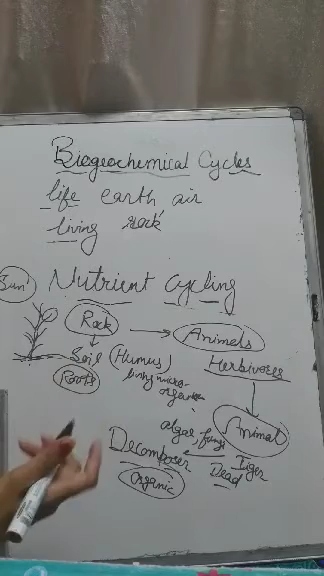 Biogeochemical Cycles
life earth air
living rock
Sun
Nutrient Cycling
Rock
Animals
Soil (Humus)
Herbivores
Roots
living micro-
organism
algae, fungi
Animal
Decomposer
Tiger
Dead
Organic